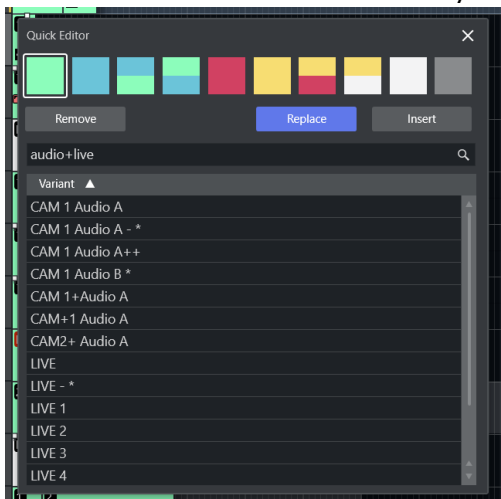 Quick Editor
Remove
Replace
Insert
audio+live
Variant
CAM 1 Audio A
CAM 1 Audio A - *
CAM 1 Audio A++
CAM 1 Audio B *
CAM 1+Audio A
CAM+1 Audio A
CAM2+ Audio A
LIVE
LIVE - *
LIVE 1
LIVE 2
LIVE 3
LIVE 4